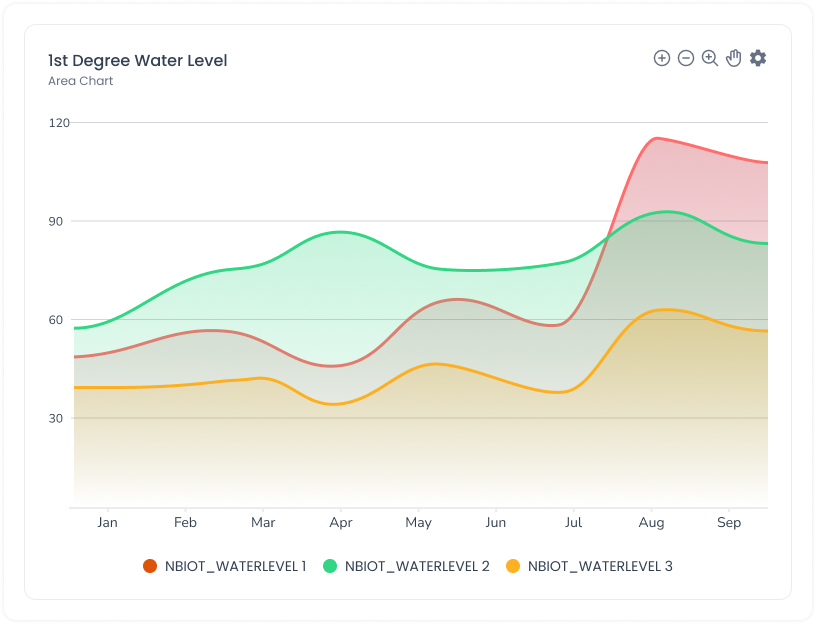 1st Degree Water Level
Area Chart
120
90
60
30
Jan Feb Mar Apr May Jun Jul Aug Sep
NBIOT_WATERLEVEL 1 NBIOT_WATERLEVEL 2 NBIOT_WATERLEVEL 3